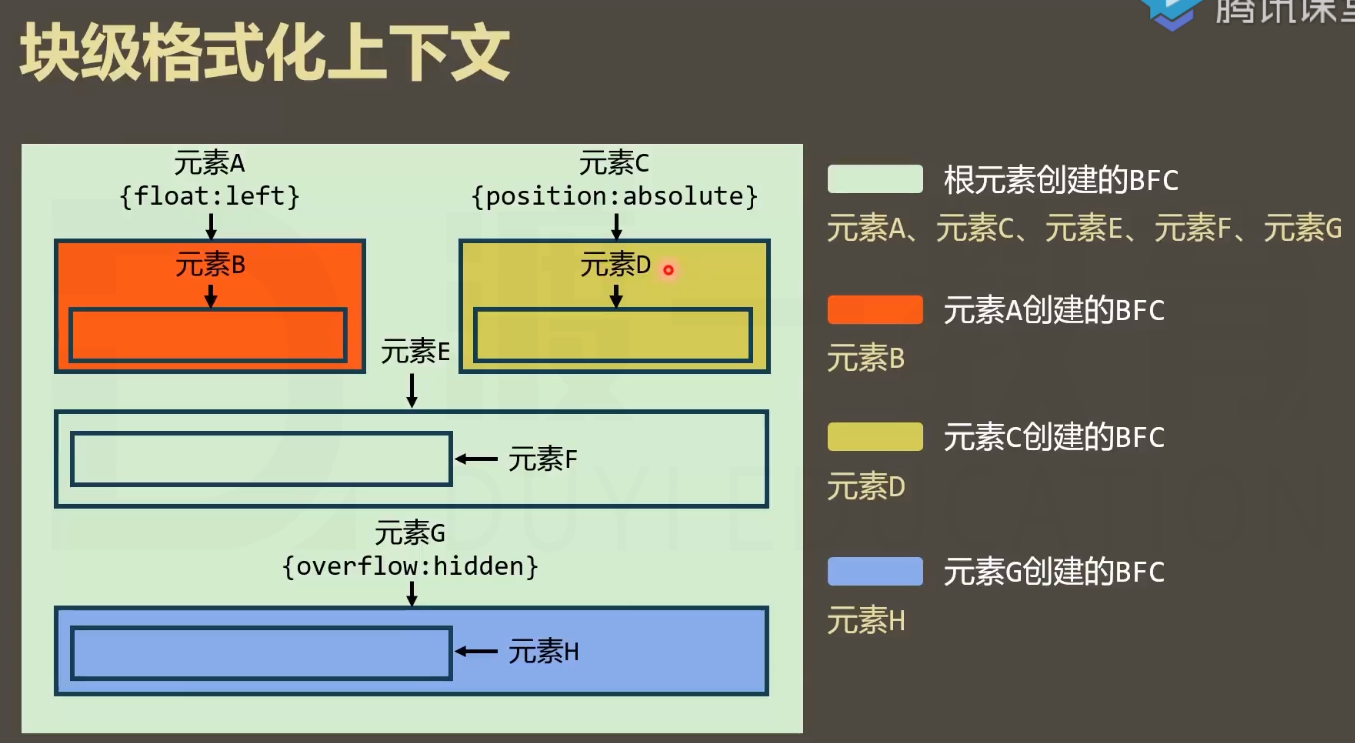 腾讯课堂
块级格式化上下文
元素A
{float:left}
元素B
元素C
{position:absolute}
元素D
元素E
元素F
元素G
{overflow:hidden}
元素H
根元素创建的BFC
元素A、元素C、元素E、元素F、元素G
元素A创建的BFC
元素B
元素C创建的BFC
元素D
元素G创建的BFC
元素H
DUYI EDUCATION